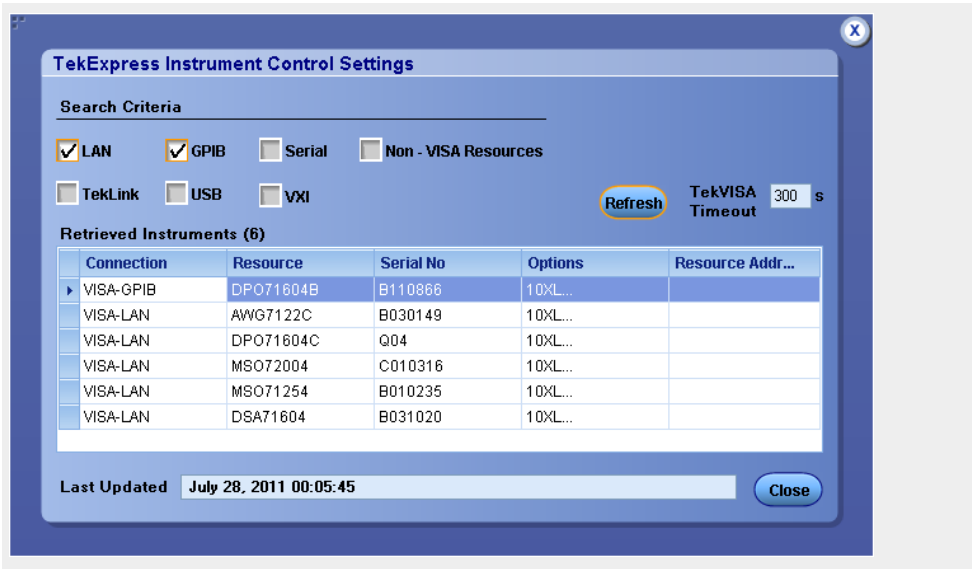 X
TekExpress Instrument Control Settings
Search Criteria
LAN GPIB Serial Non - VISA Resources
TekLink USB VXI
Refresh TekVISA Timeout 300 s
Retrieved Instruments (6)
Connection Resource Serial No Options Resource Addr...
VISA-GPIB DPO71604B B110866 10XL...
VISA-LAN AWG7122C B030149 10XL...
VISA-LAN DPO71604C Q04 10XL...
VISA-LAN MSO72004 C010316 10XL...
VISA-LAN MSO71254 B010235 10XL...
VISA-LAN DSA71604 B031020 10XL...
Last Updated July 28, 2011 00:05:45 Close